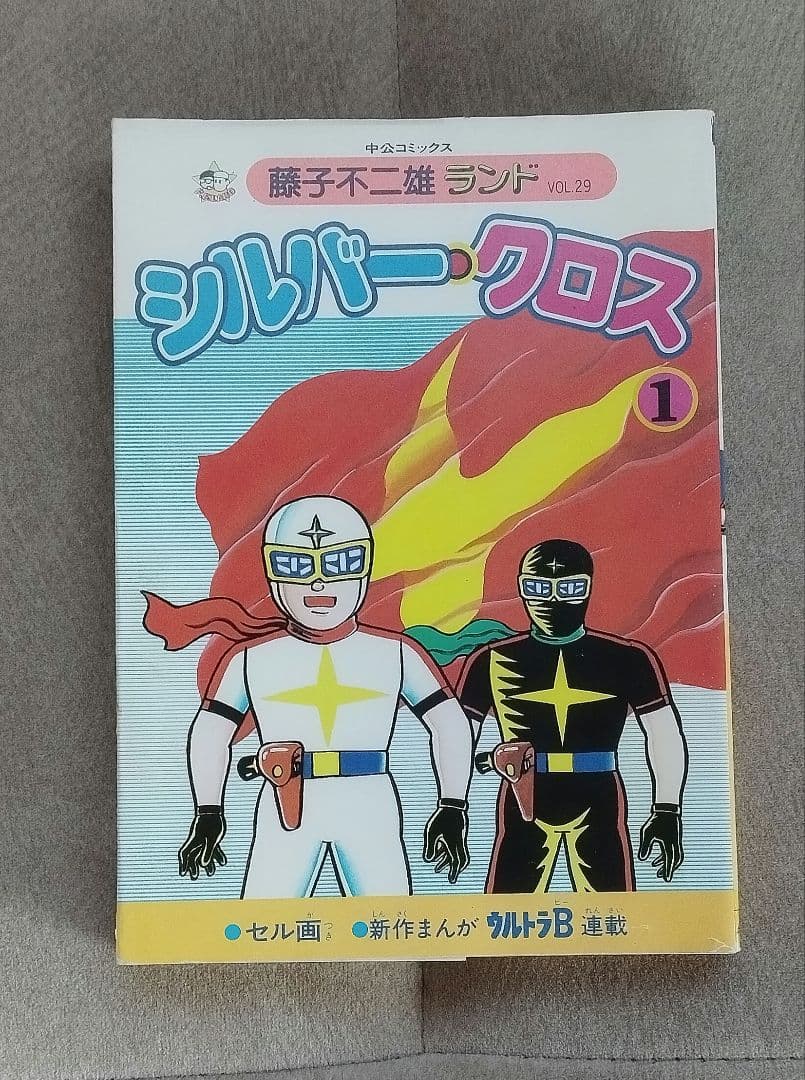 中公コミックス
藤子不二雄 ランド VOL.29
シルバー・クロス
1
●セル画つき ●新作まんが ウルトラB 連載